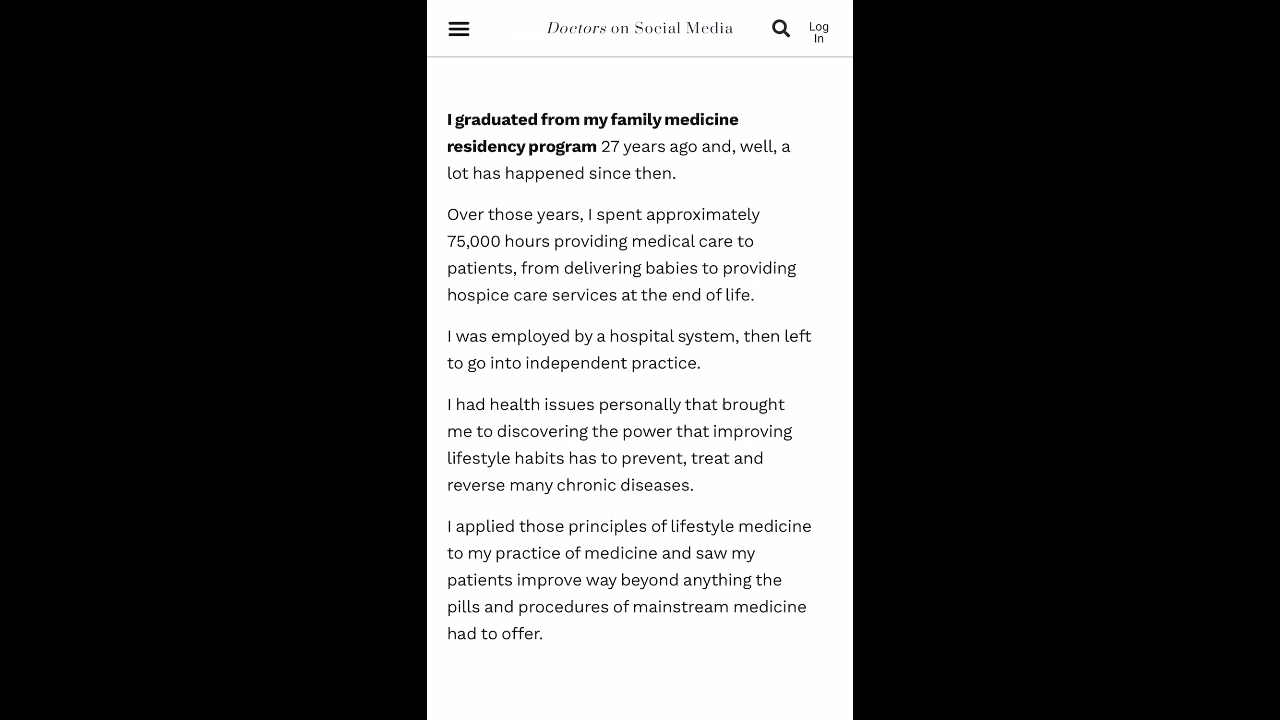 Doctors on Social Media
Log
In
I graduated from my family medicine
residency program 27 years ago and, well, a
lot has happened since then.
Over those years, I spent approximately
75,000 hours providing medical care to
patients, from delivering babies to providing
hospice care services at the end of life.
I was employed by a hospital system, then left
to go into independent practice.
I had health issues personally that brought
me to discovering the power that improving
lifestyle habits has to prevent, treat and
reverse many chronic diseases.
I applied those principles of lifestyle medicine
to my practice of medicine and saw my
patients improve way beyond anything the
pills and procedures of mainstream medicine
had to offer.